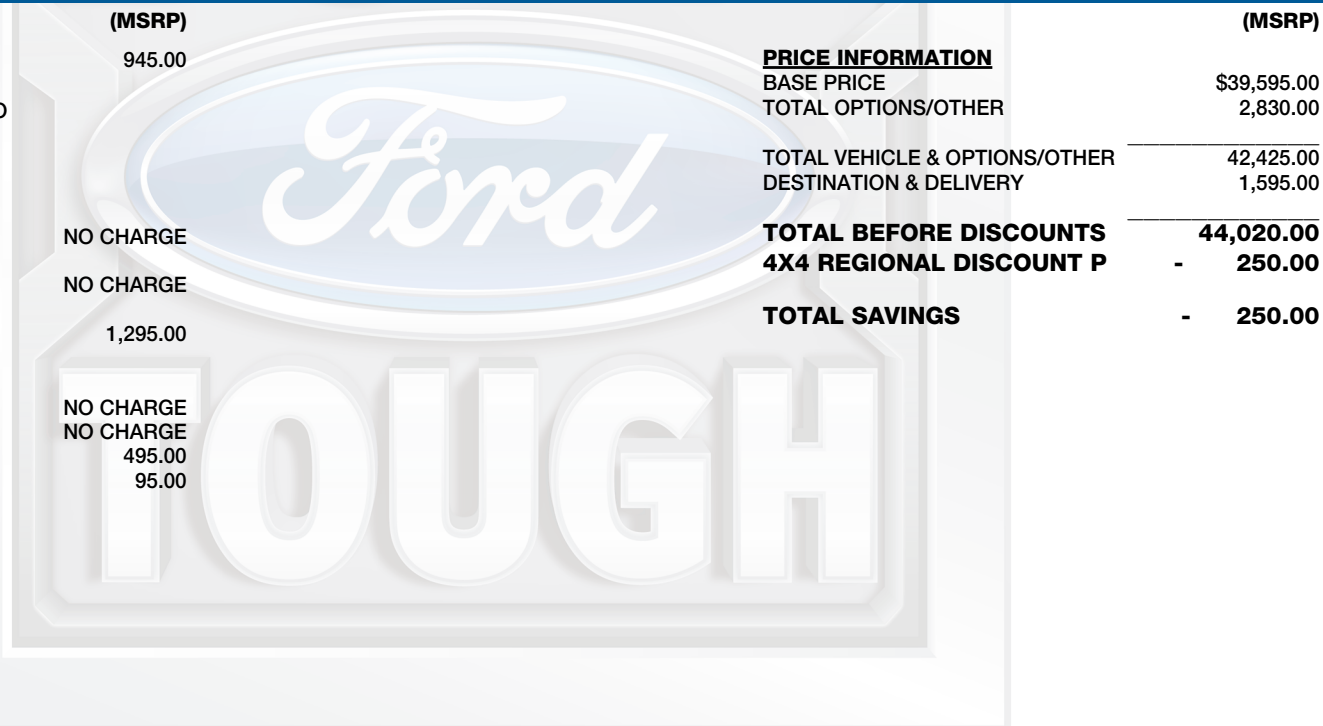 (MSRP)
945.00
NO CHARGE
NO CHARGE
1,295.00
NO CHARGE
NO CHARGE
495.00
95.00
Ford
TOUGH
(MSRP)
PRICE INFORMATION
BASE PRICE $39,595.00
TOTAL OPTIONS/OTHER 2,830.00
TOTAL VEHICLE & OPTIONS/OTHER 42,425.00
DESTINATION & DELIVERY 1,595.00
TOTAL BEFORE DISCOUNTS 44,020.00
4X4 REGIONAL DISCOUNT P - 250.00
TOTAL SAVINGS - 250.00